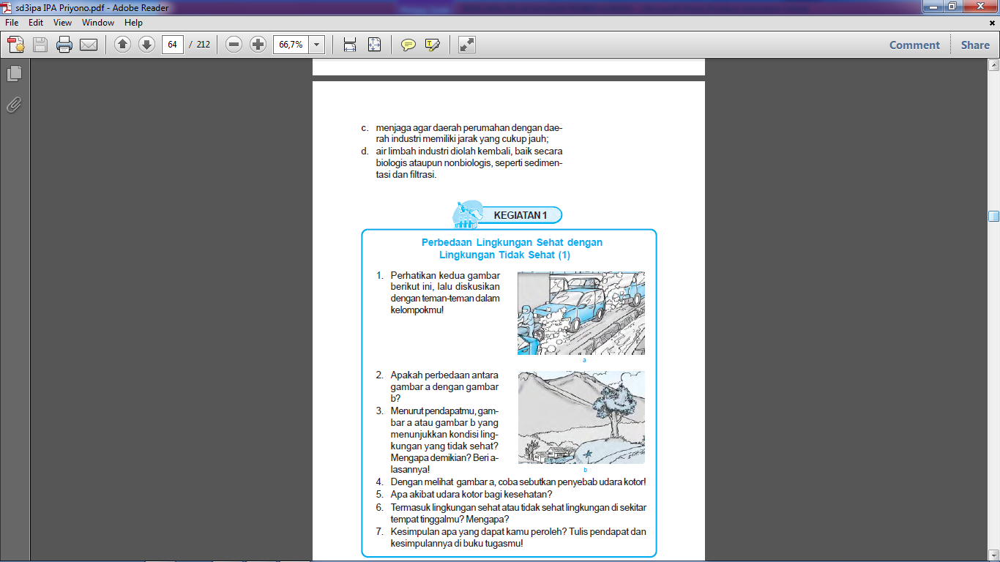 sd3ipa IPA Priyono.pdf - Adobe Reader
File Edit View Window Help
64 / 212 66,7% Comment Share
c. menjaga agar daerah perumahan dengan dae-
rah industri memiliki jarak yang cukup jauh;
d. air limbah industri diolah kembali, baik secara
biologis ataupun nonbiologis, seperti sedimen-
tasi dan filtrasi.
KEGIATAN 1
Perbedaan Lingkungan Sehat dengan
Lingkungan Tidak Sehat (1)
1. Perhatikan kedua gambar
berikut ini, lalu diskusikan
dengan teman-teman dalam
kelompokmu!
a
2. Apakah perbedaan antara
gambar a dengan gambar
b?
3. Menurut pendapatmu, gam-
bar a atau gambar b yang
menunjukkan kondisi ling-
kungan yang tidak sehat?
Mengapa demikian? Beri a-
lasannya!
b
4. Dengan melihat gambar a, coba sebutkan penyebab udara kotor!
5. Apa akibat udara kotor bagi kesehatan?
6. Termasuk lingkungan sehat atau tidak sehat lingkungan di sekitar
tempat tinggalmu? Mengapa?
7. Kesimpulan apa yang dapat kamu peroleh? Tulis pendapat dan
kesimpulannya di buku tugasmu!